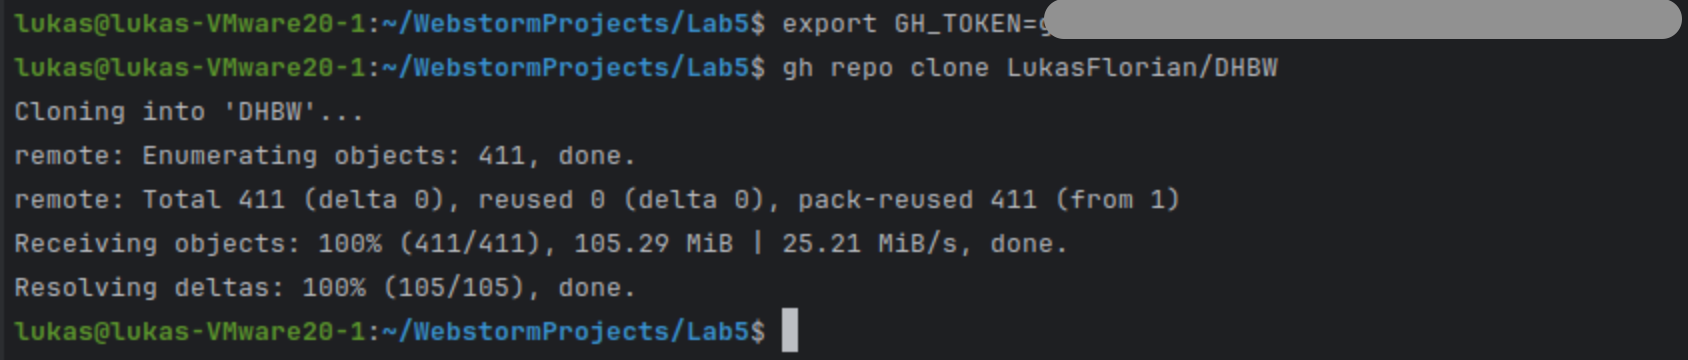 lukas@lukas-VMware20-1:~/WebstormProjects/Lab5$ export GH_TOKEN=g
lukas@lukas-VMware20-1:~/WebstormProjects/Lab5$ gh repo clone LukasFlorian/DHBW
Cloning into 'DHBW'...
remote: Enumerating objects: 411, done.
remote: Total 411 (delta 0), reused 0 (delta 0), pack-reused 411 (from 1)
Receiving objects: 100% (411/411), 105.29 MiB | 25.21 MiB/s, done.
Resolving deltas: 100% (105/105), done.
lukas@lukas-VMware20-1:~/WebstormProjects/Lab5$